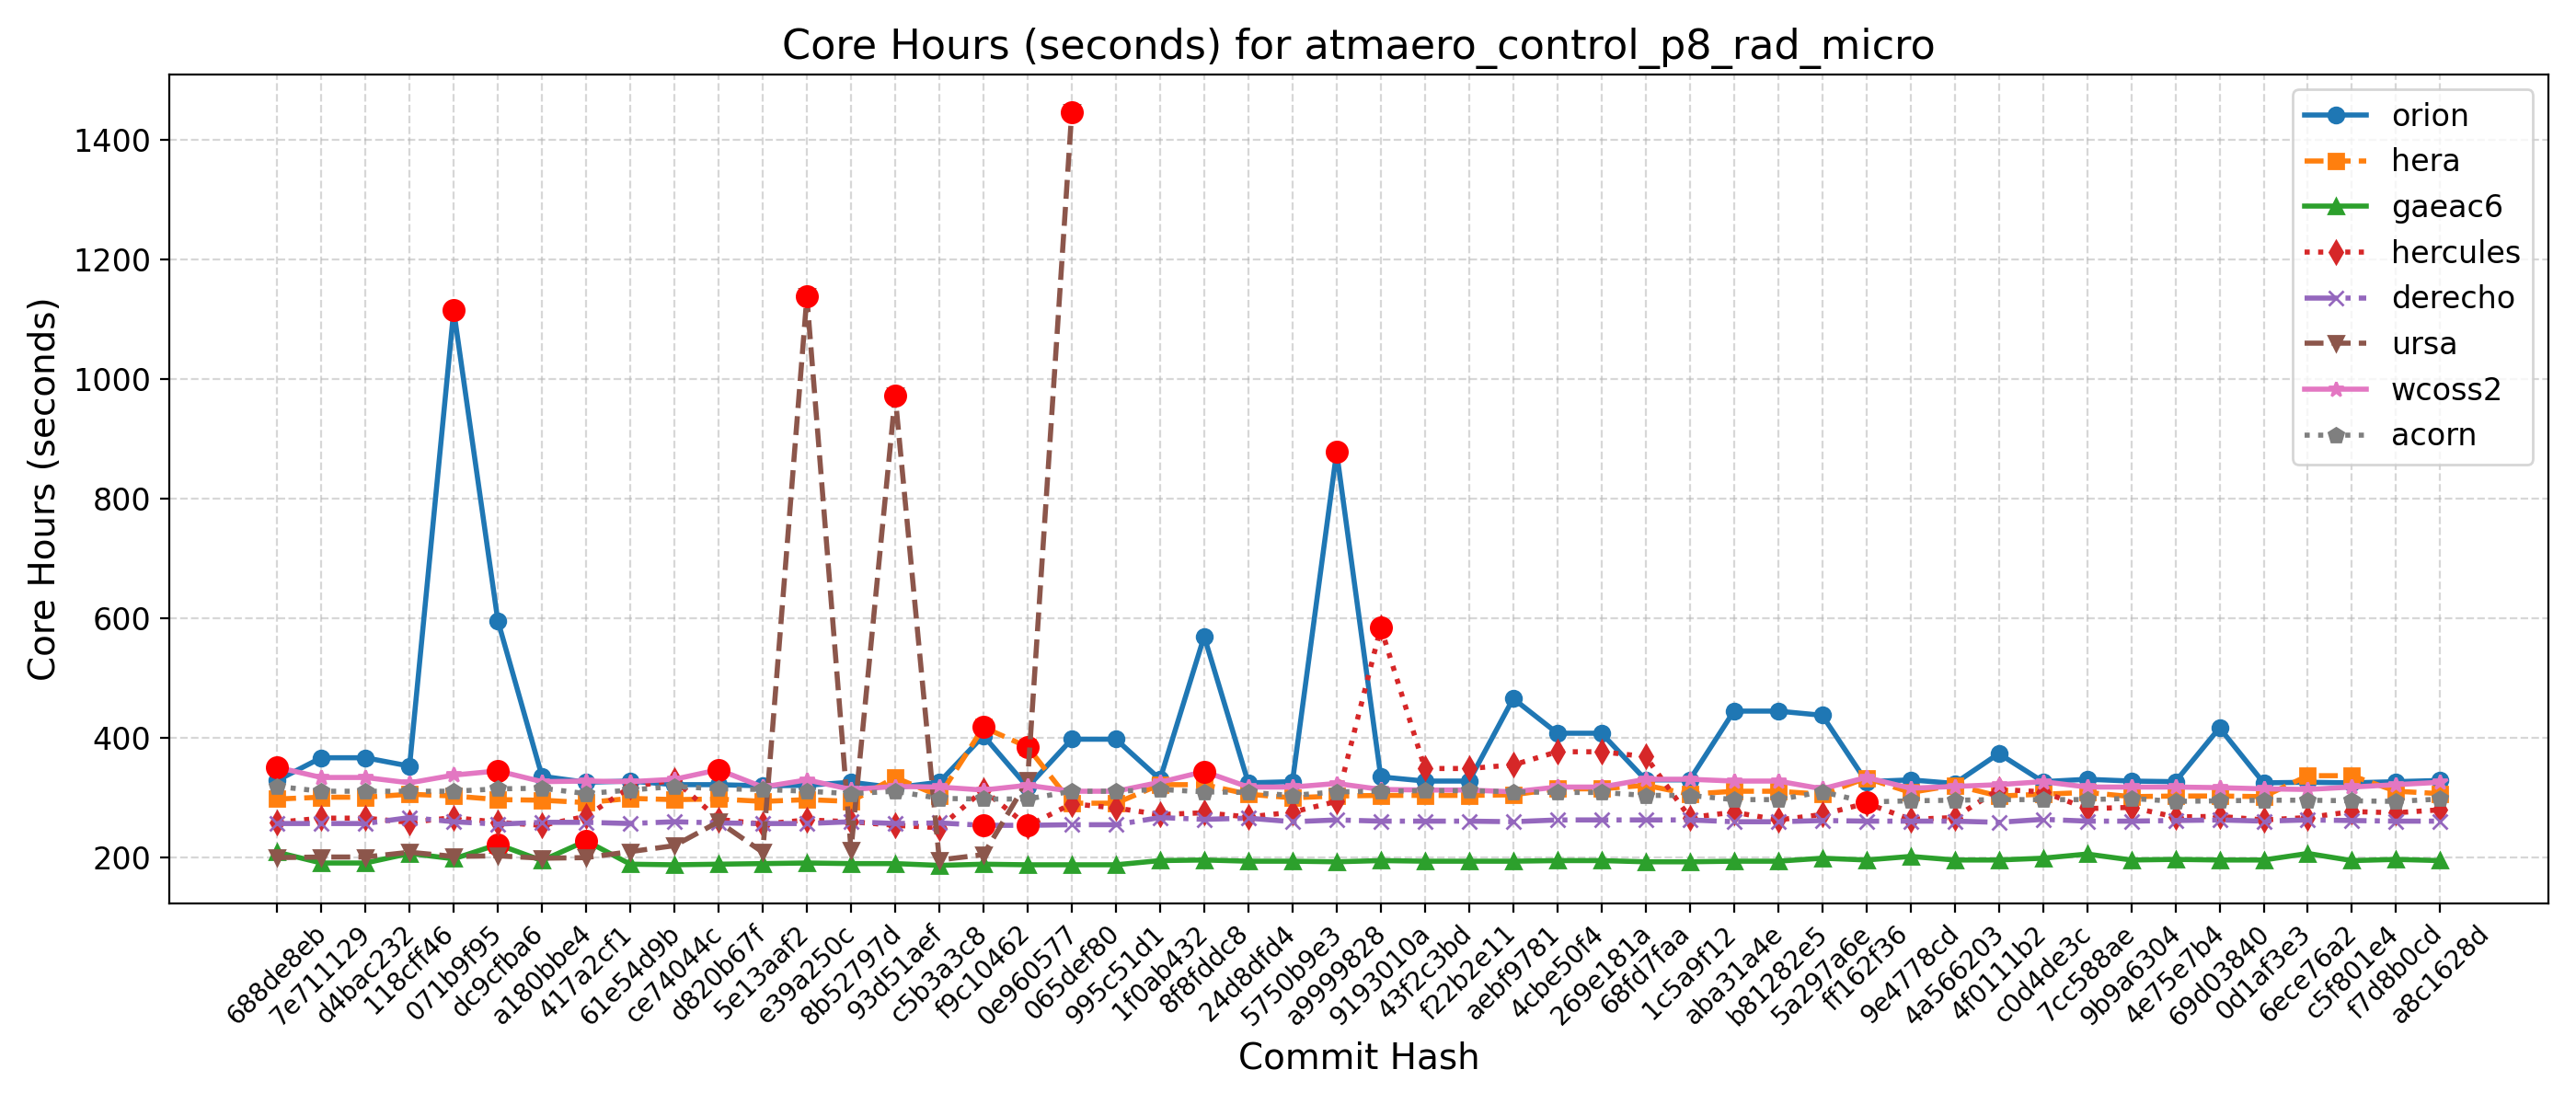 Core Hours (seconds) for atmaero_control_p8_rad_micro
Core Hours (seconds)
1400
1200
1000
800
600
400
200
orion
hera
gaeac6
hercules
derecho
ursa
wcoss2
acorn
688de8eb
7e711129
d4bac232
118cff46
071b9f95
dc9cfba6
a180bbe4
417a2cf1
61e54d9b
ce74044c
d820b67f
5e13aaf2
e39a250c
8b52797d
93d51aef
c5b3a3c8
f9c10462
0e960577
065def80
995c51d1
1f0ab432
8f8fddc8
24d8dfd4
5750b9e3
a9999828
9193010a
43f2c3bd
f22b2e11
aebf9781
4cbe50f4
269e181a
68fd7faa
1c5a9f12
aba31a4e
b81282e5
5a297a6e
ff162f36
9e4778cd
4a566203
4f0111b2
c0d4de3c
7cc588ae
9b9a6304
4e75e7b4
69d03840
0d1af3e3
6ece76a2
c5f801e4
f7d8b0cd
a8c1628d
Commit Hash